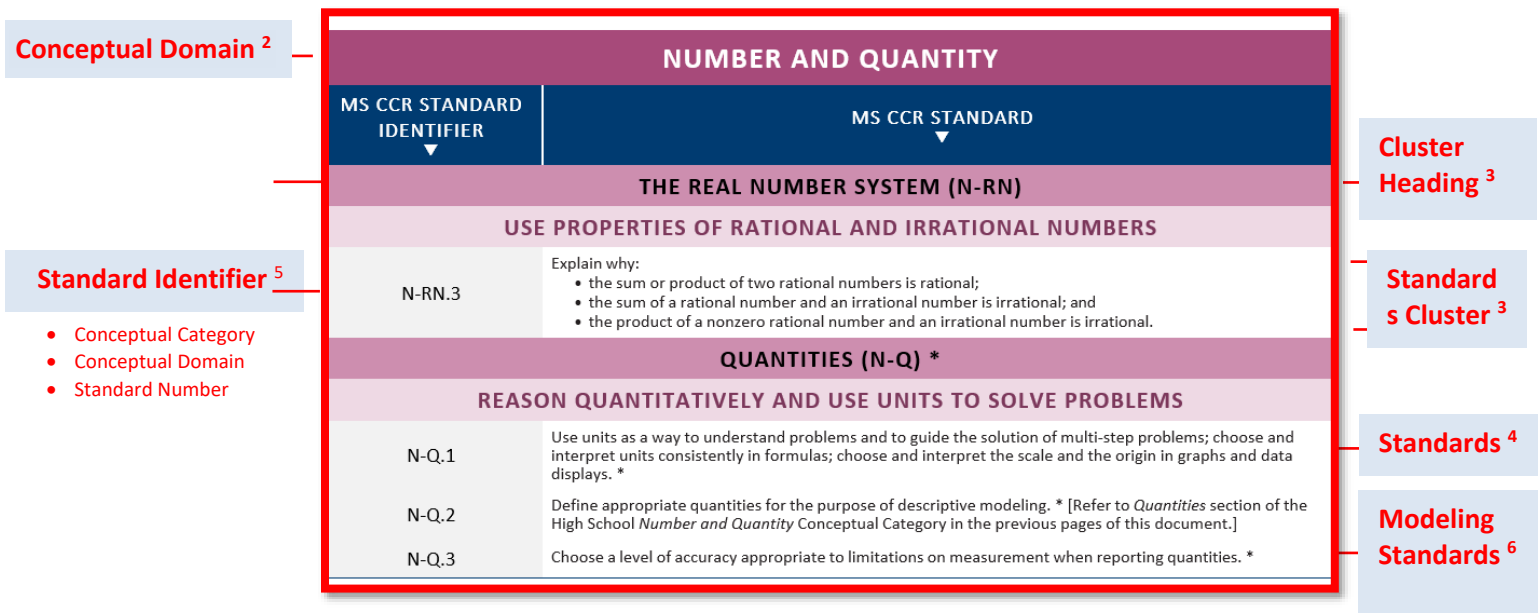 Conceptual Domain ²
NUMBER AND QUANTITY
MS CCR STANDARD
IDENTIFIER
▼
MS CCR STANDARD
▼
Cluster
Heading ³
THE REAL NUMBER SYSTEM (N-RN)
USE PROPERTIES OF RATIONAL AND IRRATIONAL NUMBERS
Standard Identifier ⁵
• Conceptual Category
• Conceptual Domain
• Standard Number
N-RN.3
Explain why:
• the sum or product of two rational numbers is rational;
• the sum of a rational number and an irrational number is irrational; and
• the product of a nonzero rational number and an irrational number is irrational.
Standard
s Cluster ³
QUANTITIES (N-Q) *
REASON QUANTITATIVELY AND USE UNITS TO SOLVE PROBLEMS
N-Q.1
Use units as a way to understand problems and to guide the solution of multi-step problems; choose and
interpret units consistently in formulas; choose and interpret the scale and the origin in graphs and data
displays. *
Standards ⁴
N-Q.2
Define appropriate quantities for the purpose of descriptive modeling. * [Refer to Quantities section of the
High School Number and Quantity Conceptual Category in the previous pages of this document.]
N-Q.3
Choose a level of accuracy appropriate to limitations on measurement when reporting quantities. *
Modeling
Standards ⁶